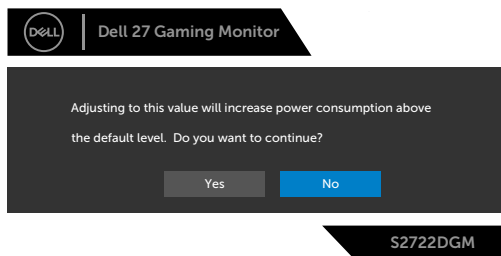 DELL
Dell 27 Gaming Monitor
Adjusting to this value will increase power consumption above
the default level. Do you want to continue?
Yes
No
S2722DGM